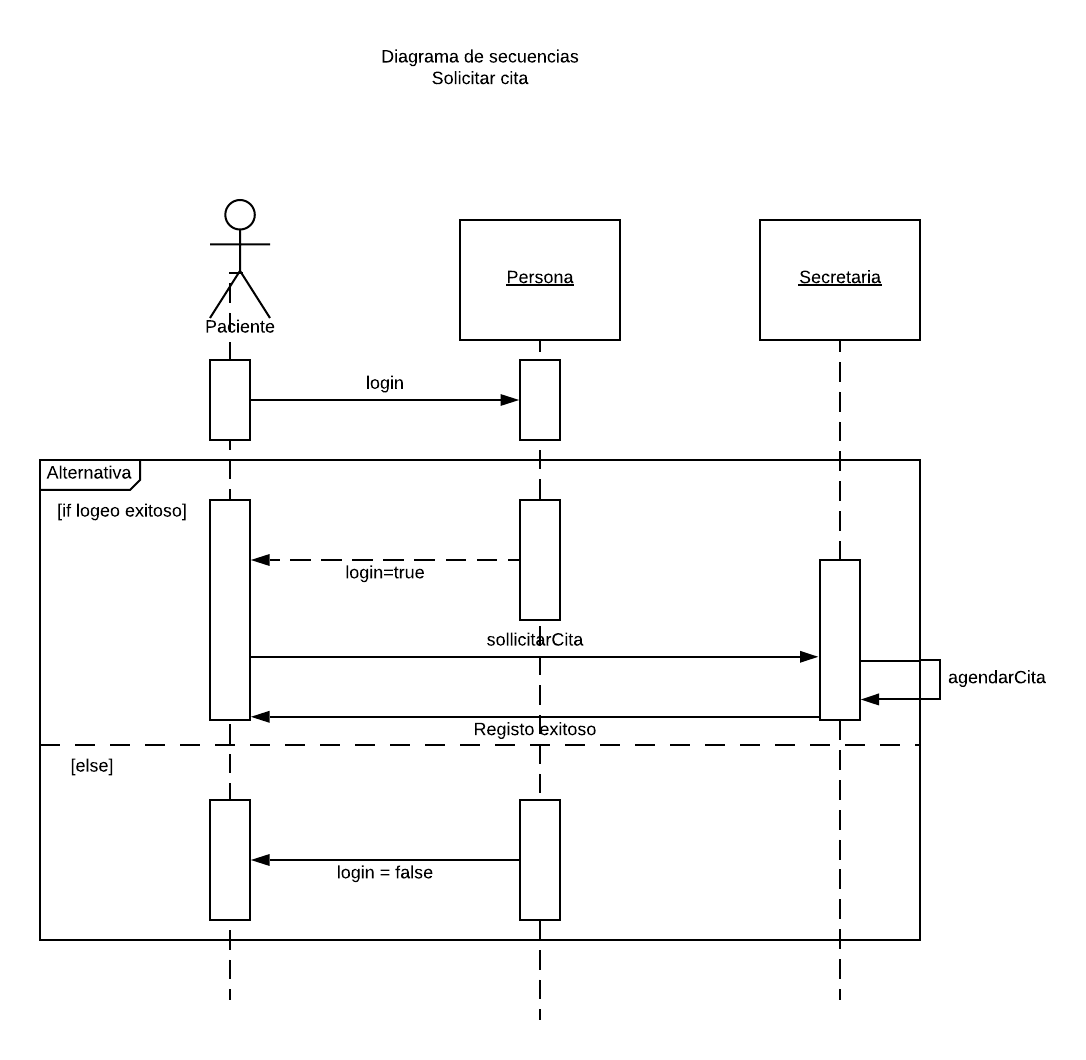 Diagrama de secuencias
Solicitar cita
Persona
Secretaria
Paciente
login
Alternativa
[if logeo exitoso]
login=true
sollicitarCita
agendarCita
Registo exitoso
[else]
login = false